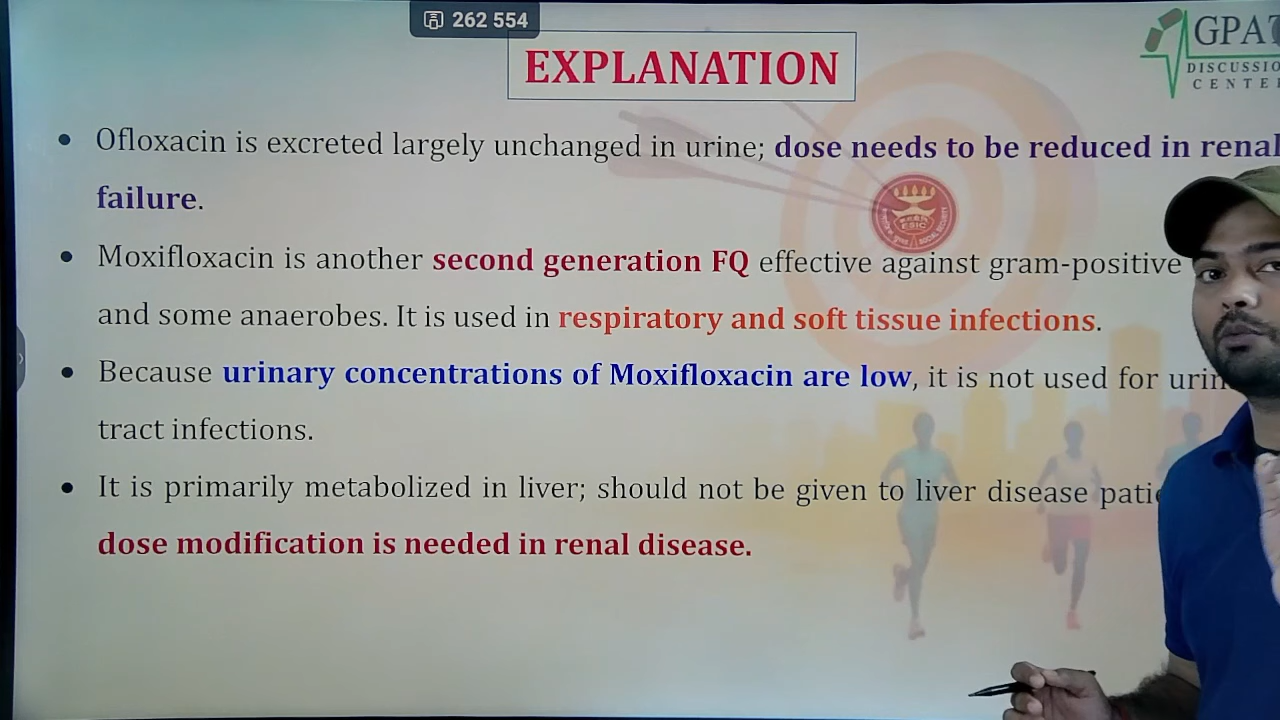 262 554
EXPLANATION
GPAT
DISCUSSIO
CENTE
Ofloxacin is excreted largely unchanged in urine; dose needs to be reduced in renal
failure.
Moxifloxacin is another second generation FQ effective against gram-positive
and some anaerobes. It is used in respiratory and soft tissue infections.
Because urinary concentrations of Moxifloxacin are low, it is not used for urin
tract infections.
It is primarily metabolized in liver; should not be given to liver disease patie
dose modification is needed in renal disease.
ESIC